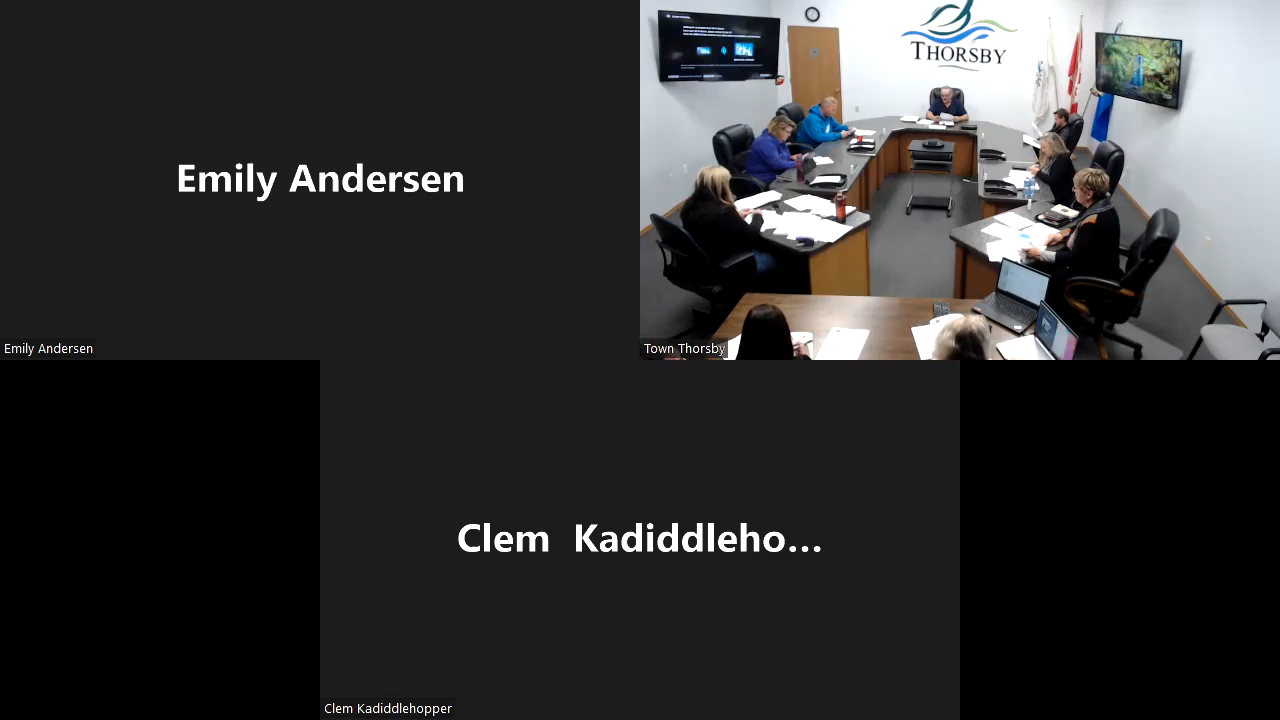 Emily Andersen
Emily Andersen
THORSBY
Town Thorsby
Clem Kadiddleho...
Clem Kadiddlehopper